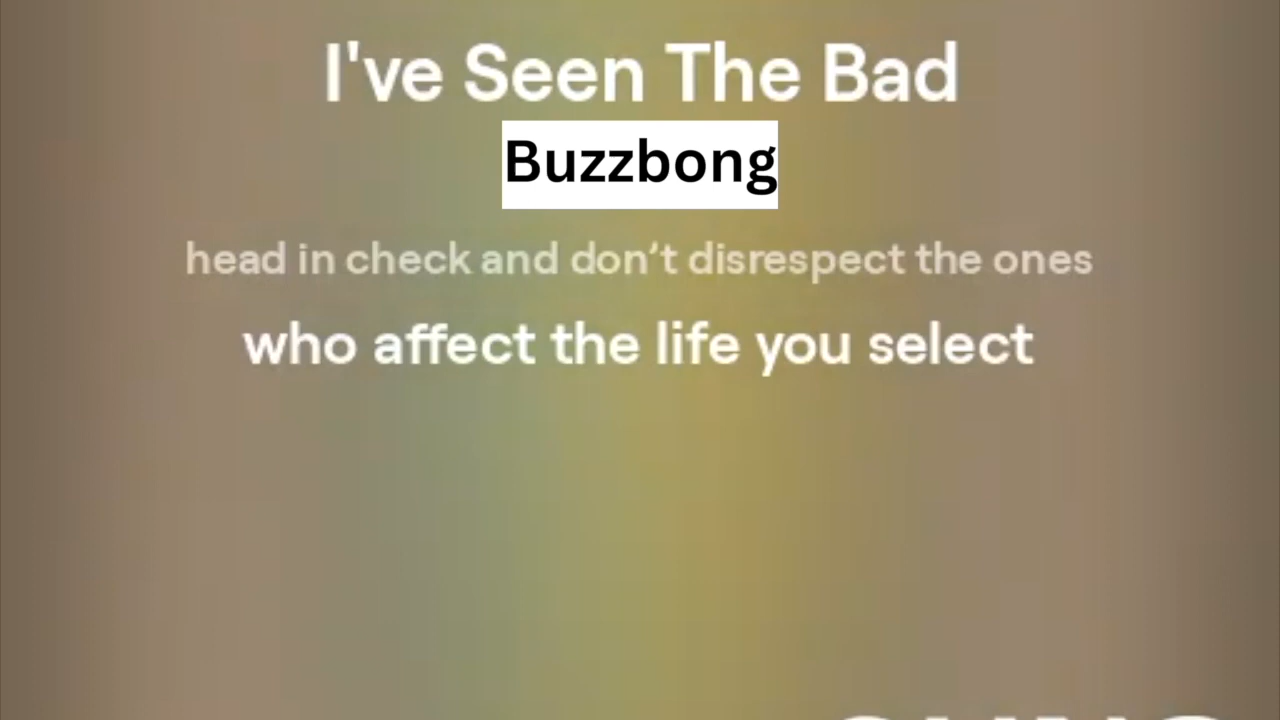 I've Seen The Bad
Buzzbong
head in check and don’t disrespect the ones
who affect the life you select